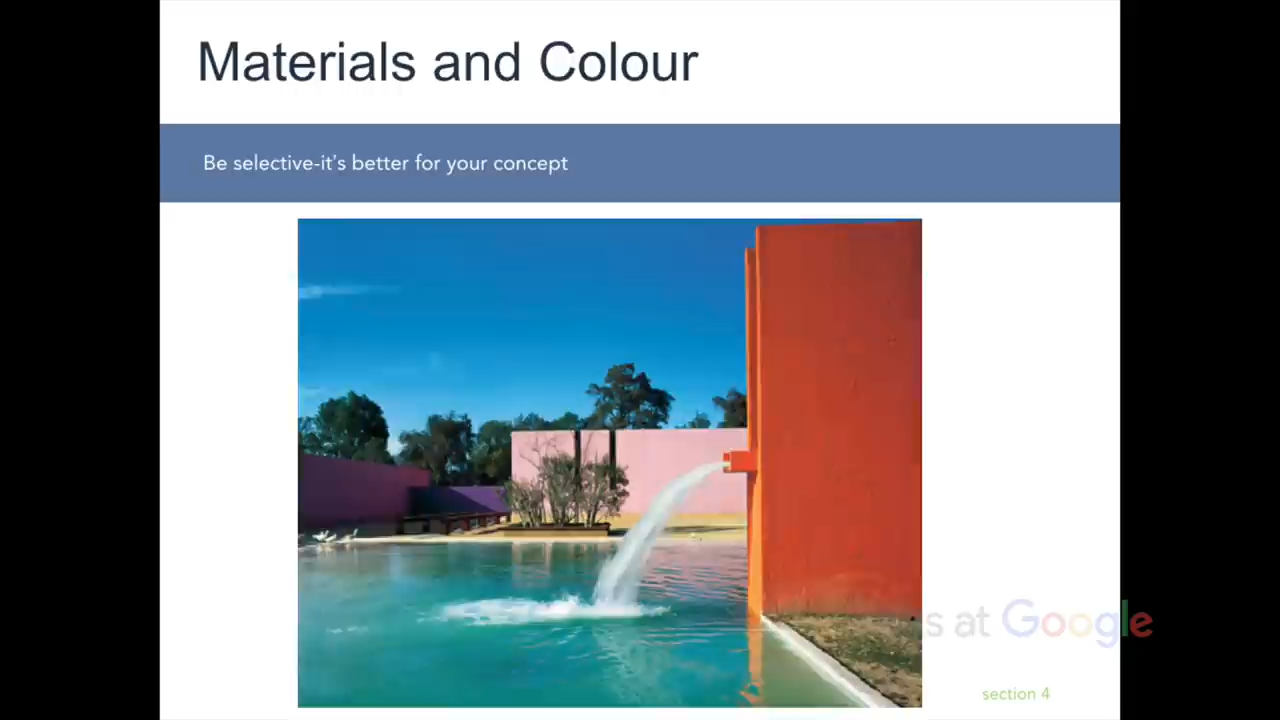 Materials and Colour
Be selective-it's better for your concept
s at Google
section 4